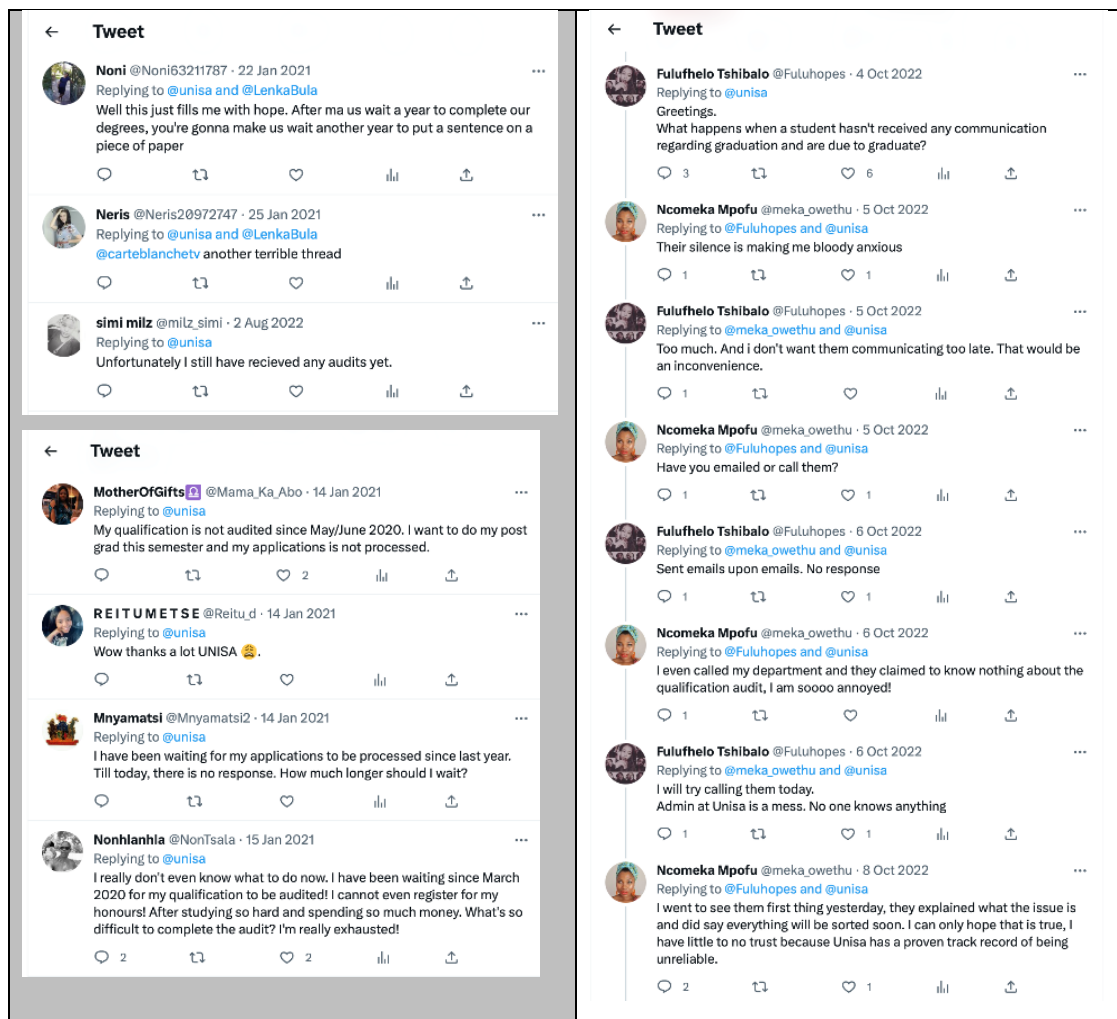 Tweet
Noni @Noni63211787 · 22 Jan 2021
Replying to @unisa and @LenkaBula
Well this just fills me with hope. After ma us wait a year to complete our
degrees, you're gonna make us wait another year to put a sentence on a
piece of paper
Neris @Neris20972747 · 25 Jan 2021
Replying to @unisa and @LenkaBula
@carteblanchetv another terrible thread
simi milz @milz_simi · 2 Aug 2022
Replying to @unisa
Unfortunately I still have recieved any audits yet.
Tweet
MotherOfGifts♎ @Mama_Ka_Abo · 14 Jan 2021
Replying to @unisa
My qualification is not audited since May/June 2020. I want to do my post
grad this semester and my applications is not processed.
2
R E I T U M E T S E @Reitu_d · 14 Jan 2021
Replying to @unisa
Wow thanks a lot UNISA 😩.
Mnyamatsi @Mnyamatsi2 · 14 Jan 2021
Replying to @unisa
I have been waiting for my applications to be processed since last year.
Till today, there is no response. How much longer should I wait?
Nonhlanhla @NonTsala · 15 Jan 2021
Replying to @unisa
I really don't even know what to do now. I have been waiting since March
2020 for my qualification to be audited! I cannot even register for my
honours! After studying so hard and spending so much money. What's so
difficult to complete the audit? I'm really exhausted!
2 2
Tweet
Fulufhelo Tshibalo @Fuluhopes · 4 Oct 2022
Replying to @unisa
Greetings.
What happens when a student hasn't received any communication
regarding graduation and are due to graduate?
3 6
Ncomeka Mpofu @meka_owethu · 5 Oct 2022
Replying to @Fuluhopes and @unisa
Their silence is making me bloody anxious
1 1
Fulufhelo Tshibalo @Fuluhopes · 5 Oct 2022
Replying to @meka_owethu and @unisa
Too much. And i don't want them communicating too late. That would be
an inconvenience.
1
Ncomeka Mpofu @meka_owethu · 5 Oct 2022
Replying to @Fuluhopes and @unisa
Have you emailed or call them?
1 1
Fulufhelo Tshibalo @Fuluhopes · 6 Oct 2022
Replying to @meka_owethu and @unisa
Sent emails upon emails. No response
1 1
Ncomeka Mpofu @meka_owethu · 6 Oct 2022
Replying to @Fuluhopes and @unisa
I even called my department and they claimed to know nothing about the
qualification audit, I am soooo annoyed!
1
Fulufhelo Tshibalo @Fuluhopes · 6 Oct 2022
Replying to @meka_owethu and @unisa
I will try calling them today.
Admin at Unisa is a mess. No one knows anything
1 1
Ncomeka Mpofu @meka_owethu · 8 Oct 2022
Replying to @Fuluhopes and @unisa
I went to see them first thing yesterday, they explained what the issue is
and did say everything will be sorted soon. I can only hope that is true, I
have little to no trust because Unisa has a proven track record of being
unreliable.
2 1